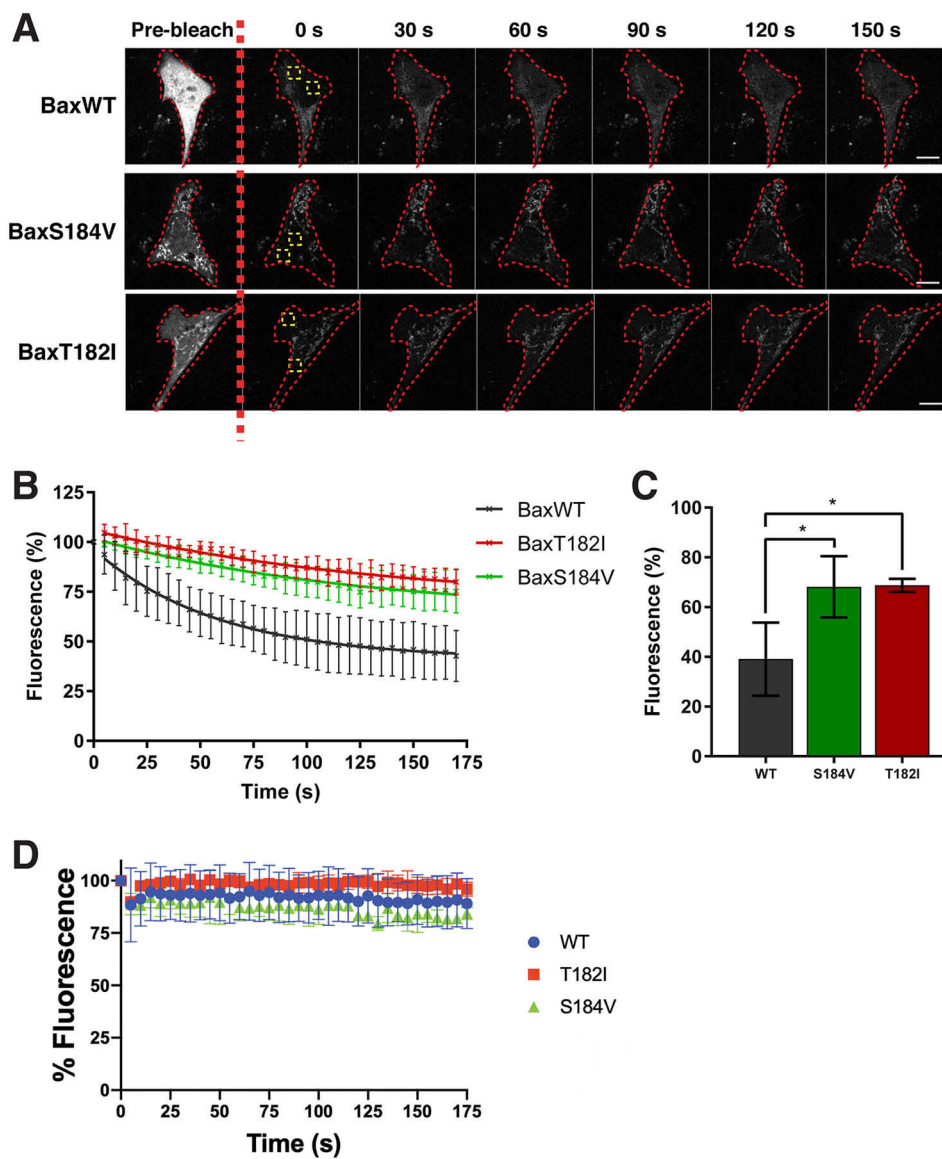 A
Pre-bleach 0 s 30 s 60 s 90 s 120 s 150 s
BaxWT
BaxS184V
BaxT182I
B
125
100
75
50
25
0
Fluorescence (%)
0 25 50 75 100 125 150 175
Time (s)
BaxWT
BaxT182I
BaxS184V
C
100
80
60
40
20
0
Fluorescence (%)
*
*
WT S184V T182I
D
100
75
50
25
0
% Fluorescence
0 25 50 75 100 125 150 175
Time (s)
WT
T182I
S184V